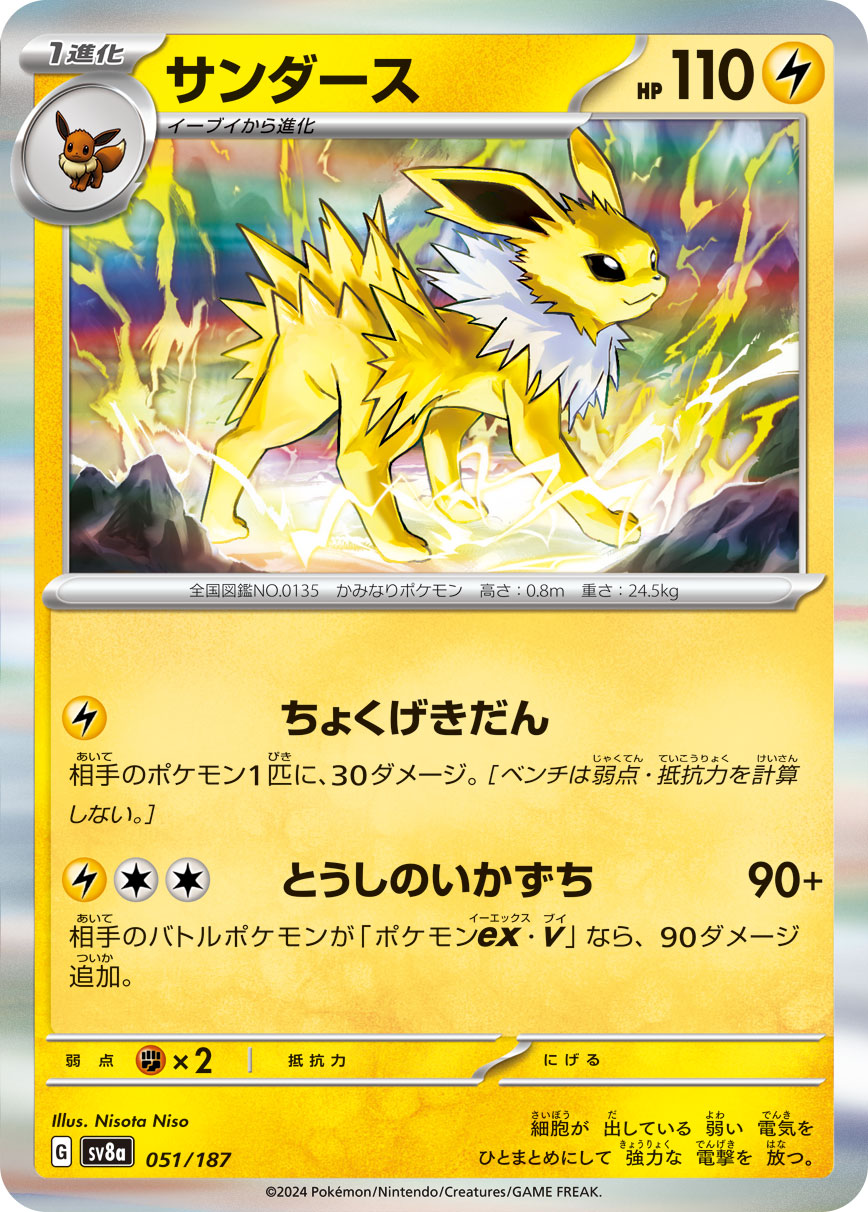 1進化
サンダース
HP 110
イーブイから進化
全国図鑑NO.0135 かみなりポケモン 高さ:0.8m 重さ:24.5kg
ちょくげきだん
相手のポケモン1匹に、30ダメージ。[ベンチは弱点・抵抗力を計算
しない。]
とうしのいかずち 90+
相手のバトルポケモンが「ポケモンex・V」なら、90ダメージ
追加。
弱点 ×2 抵抗力 にげる
Illus. Nisota Niso
細胞が 出している 弱い 電気を
ひとまとめにして 強力な 電撃を 放つ。
G sv8a 051/187
©2024 Pokémon/Nintendo/Creatures/GAME FREAK.